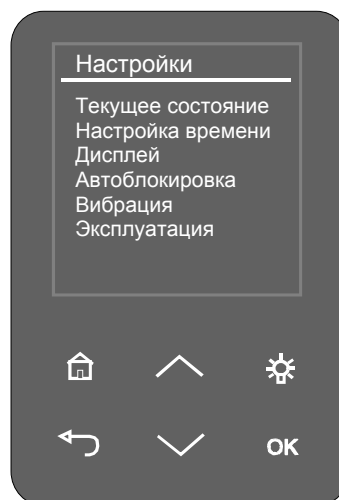 Настройки
Текущее состояние
Настройка времени
Дисплей
Автоблокировка
Вибрация
Эксплуатация
OK